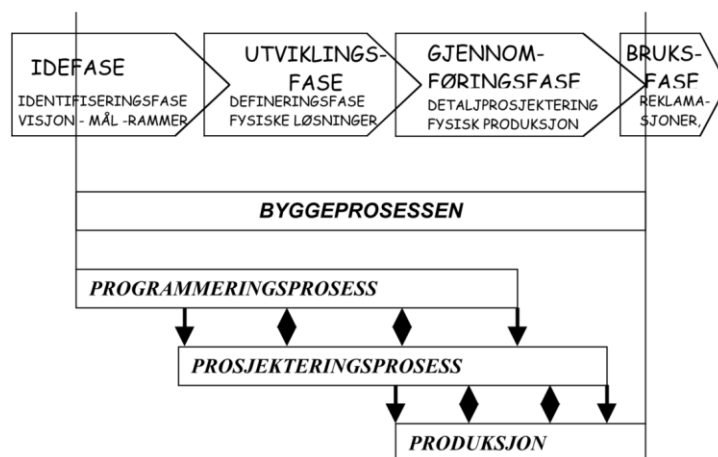 IDEFASE
IDENTIFISERINGSFASE
VISJON - MÅL -RAMMER
UTVIKLINGS-
FASE
DEFINERINGSFASE
FYSISKE LØSNINGER
GJENNOM-
FØRINGSFASE
DETALJPROSJEKTERING
FYSISK PRODUKSJON
BRUKS-
FASE
REKLAMA-
SJONER,
BYGGEPROSESSEN
PROGRAMMERINGSPROSESS
PROSJEKTERINGSPROSESS
PRODUKSJON